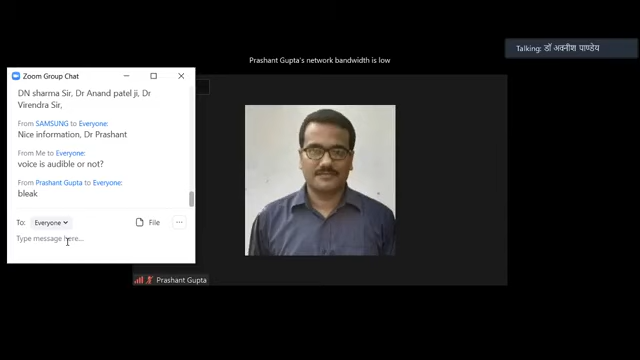 Talking: डॉ अवनीश पाण्डेय
Prashant Gupta's network bandwidth is low
Zoom Group Chat
DN sharma Sir, Dr Anand patel ji, Dr
Virendra Sir,
From SAMSUNG to Everyone:
Nice information, Dr Prashant
From Me to Everyone:
voice is audible or not?
From Prashant Gupta to Everyone:
bleak
To: Everyone File
Type message here...
Prashant Gupta